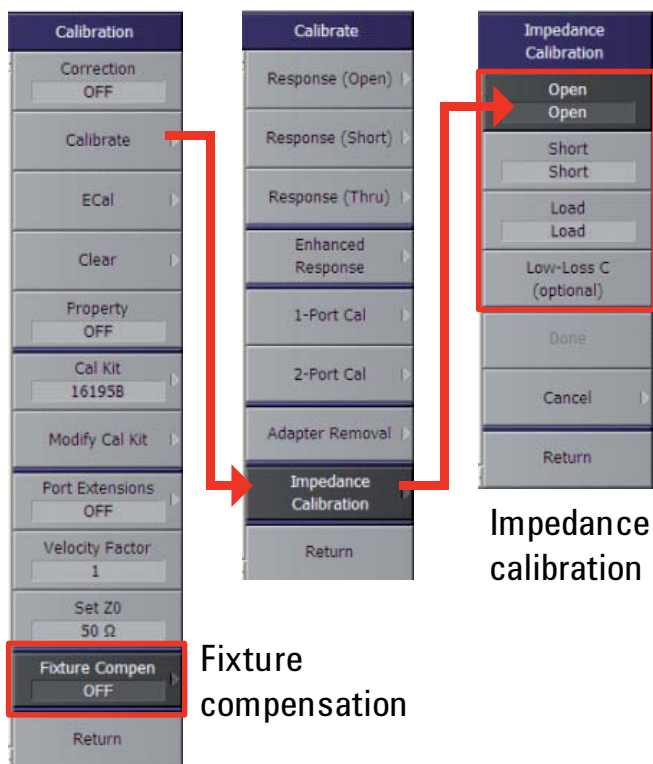 Calibration
Correction
OFF
Calibrate
ECal
Clear
Property
OFF
Cal Kit
16195B
Modify Cal Kit
Port Extensions
OFF
Velocity Factor
1
Set Z0
50 Ω
Fixture Compen
OFF
Return
Fixture
compensation
Calibrate
Response (Open)
Response (Short)
Response (Thru)
Enhanced
Response
1-Port Cal
2-Port Cal
Adapter Removal
Impedance
Calibration
Return
Impedance
Calibration
Open
Open
Short
Short
Load
Load
Low-Loss C
(optional)
Done
Cancel
Return
Impedance
calibration